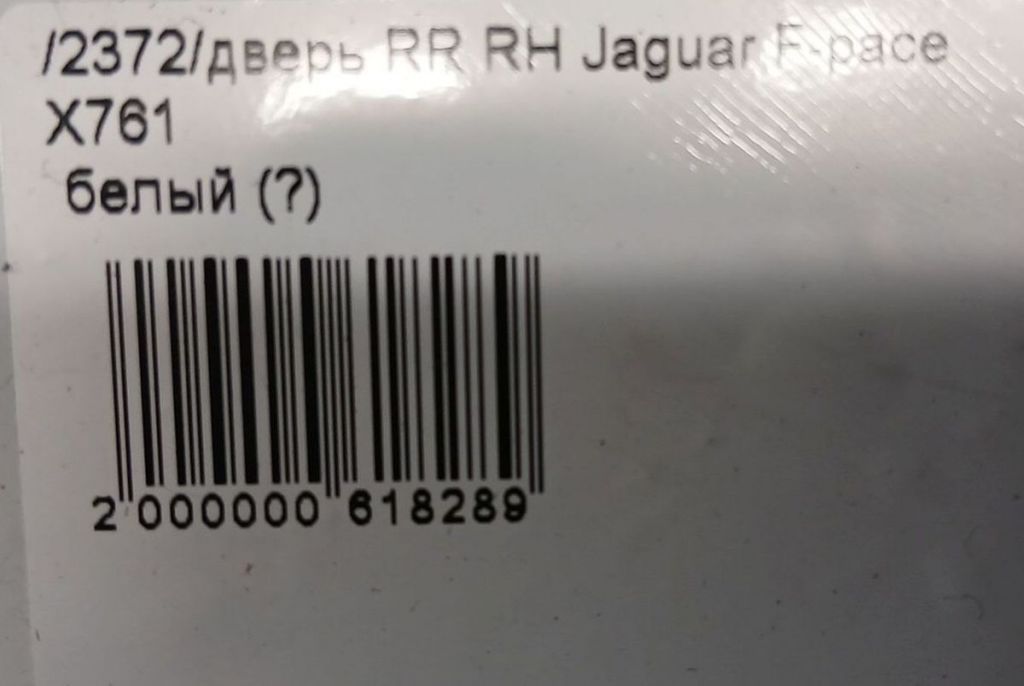 /2372/дверь RR RH Jaguar F-pace
X761
белый (?)
2 000000 618289